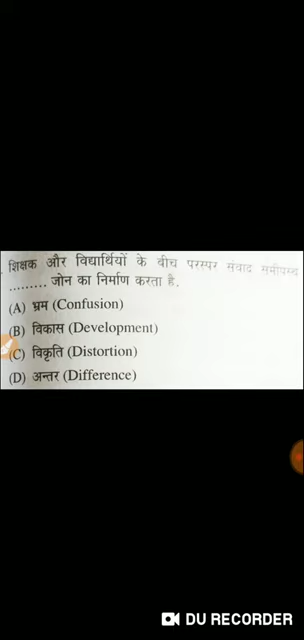 शिक्षक और विद्यार्थियों के बीच परस्पर संवाद समीपस्थ
......... जोन का निर्माण करता है.
(A) भ्रम (Confusion)
(B) विकास (Development)
(C) विकृति (Distortion)
(D) अन्तर (Difference)
DU RECORDER